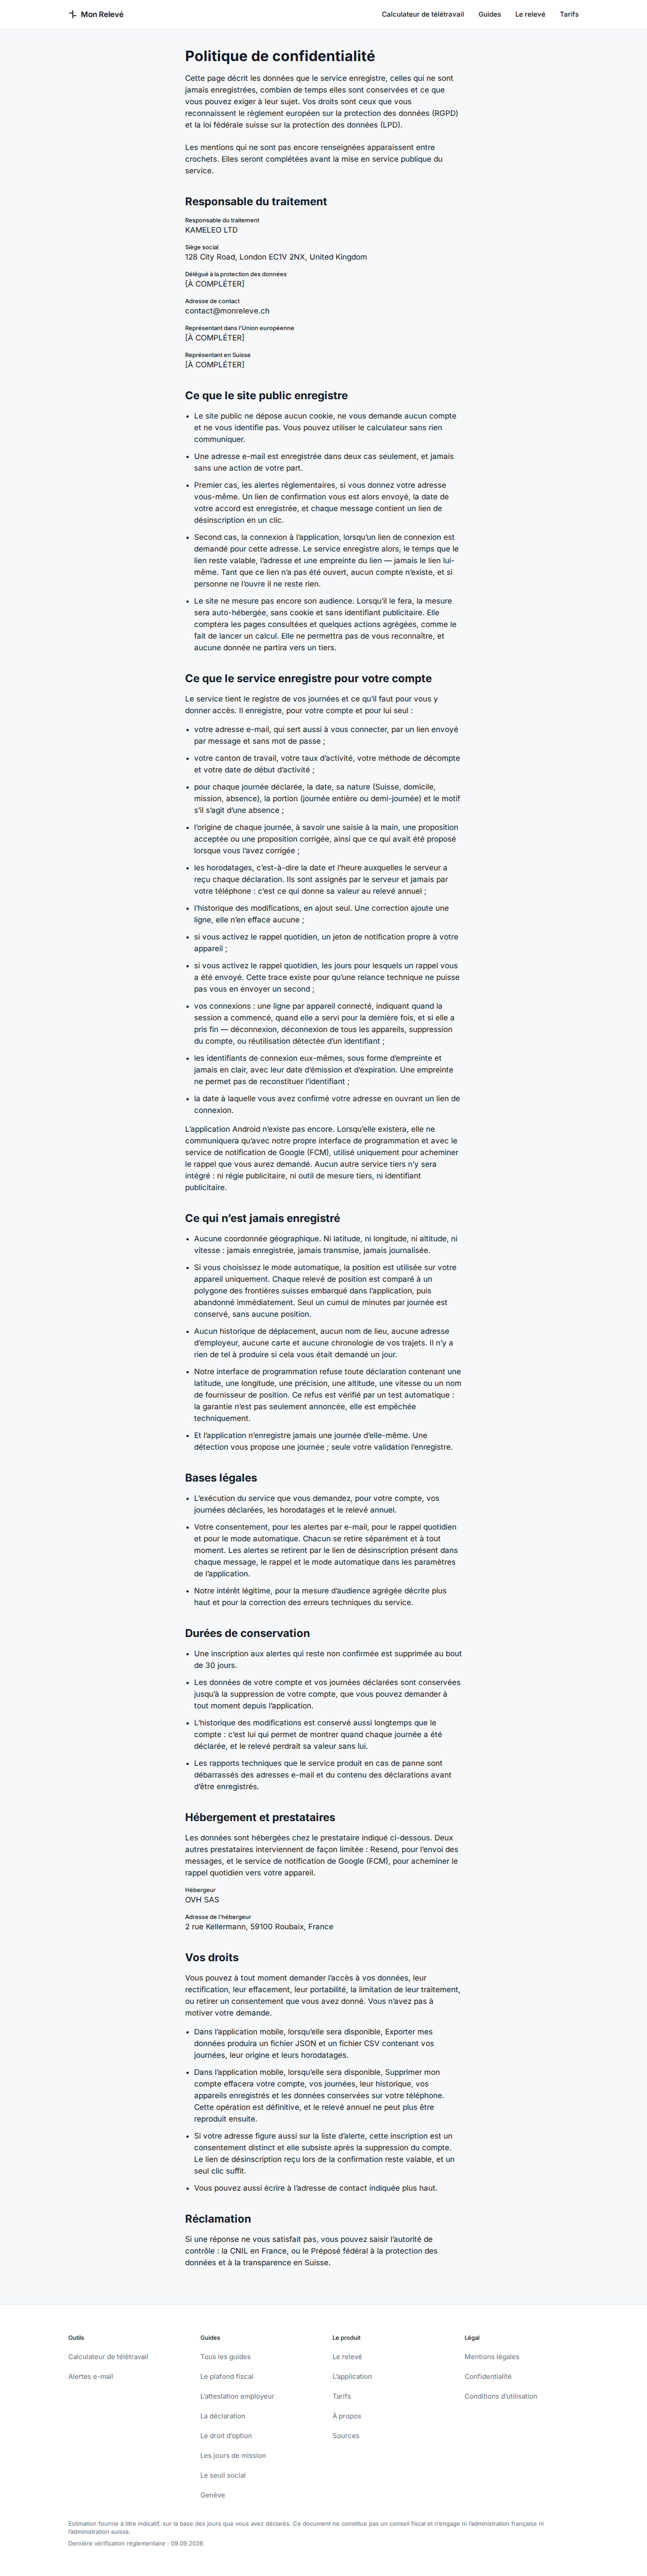 Mon Relevé
Calculateur de télétravail
Guides
Le relevé
Tarifs
Politique de confidentialité
Cette page décrit les données que le service enregistre, celles qui ne sont
jamais enregistrées, combien de temps elles sont conservées et ce que
vous pouvez exiger à leur sujet. Vos droits sont ceux que vous
reconnaissent le règlement européen sur la protection des données (RGPD)
et la loi fédérale suisse sur la protection des données (LPD).
Les mentions qui ne sont pas encore renseignées apparaissent entre
crochets. Elles seront complétées avant la mise en service publique du
service.
Responsable du traitement
Responsable du traitement
KAMELEO LTD
Siège social
128 City Road, London EC1V 2NX, United Kingdom
Délégué à la protection des données
[À COMPLÉTER]
Adresse de contact
contact@monreleve.ch
Représentant dans l’Union européenne
[À COMPLÉTER]
Représentant en Suisse
[À COMPLÉTER]
Ce que le site public enregistre
• Le site public ne dépose aucun cookie, ne vous demande aucun compte
et ne vous identifie pas. Vous pouvez utiliser le calculateur sans rien
communiquer.
• Une adresse e-mail est enregistrée dans deux cas seulement, et jamais
sans une action de votre part.
• Premier cas, les alertes réglementaires, si vous donnez votre adresse
vous-même. Un lien de confirmation vous est alors envoyé, la date de
votre accord est enregistrée, et chaque message contient un lien de
désinscription en un clic.
• Second cas, la connexion à l’application, lorsqu’un lien de connexion est
demandé pour cette adresse. Le service enregistre alors, le temps que le
lien reste valable, l’adresse et une empreinte du lien — jamais le lien lui-
même. Tant que ce lien n’a pas été ouvert, aucun compte n’existe, et si
personne ne l’ouvre il ne reste rien.
• Le site ne mesure pas encore son audience. Lorsqu’il le fera, la mesure
sera auto-hébergée, sans cookie et sans identifiant publicitaire. Elle
comptera les pages consultées et quelques actions agrégées, comme le
fait de lancer un calcul. Elle ne permettra pas de vous reconnaître, et
aucune donnée ne partira vers un tiers.
Ce que le service enregistre pour votre compte
Le service tient le registre de vos journées et ce qu’il faut pour vous y
donner accès. Il enregistre, pour votre compte et pour lui seul :
• votre adresse e-mail, qui sert aussi à vous connecter, par un lien envoyé
par message et sans mot de passe ;
• votre canton de travail, votre taux d’activité, votre méthode de décompte
et votre date de début d’activité ;
• pour chaque journée déclarée, la date, sa nature (Suisse, domicile,
mission, absence), la portion (journée entière ou demi-journée) et le motif
s’il s’agit d’une absence ;
• l’origine de chaque journée, à savoir une saisie à la main, une proposition
acceptée ou une proposition corrigée, ainsi que ce qui avait été proposé
lorsque vous l’avez corrigée ;
• les horodatages, c’est-à-dire la date et l’heure auxquelles le serveur a
reçu chaque déclaration. Ils sont assignés par le serveur et jamais par
votre téléphone : c’est ce qui donne sa valeur au relevé annuel ;
• l’historique des modifications, en ajout seul. Une correction ajoute une
ligne, elle n’en efface aucune ;
• si vous activez le rappel quotidien, un jeton de notification propre à votre
appareil ;
• si vous activez le rappel quotidien, les jours pour lesquels un rappel vous
a été envoyé. Cette trace existe pour qu’une relance technique ne puisse
pas vous en envoyer un second ;
• vos connexions : une ligne par appareil connecté, indiquant quand la
session a commencé, quand elle a servi pour la dernière fois, et si elle a
pris fin — déconnexion, déconnexion de tous les appareils, suppression
du compte, ou réutilisation détectée d’un identifiant ;
• les identifiants de connexion eux-mêmes, sous forme d’empreinte et
jamais en clair, avec leur date d’émission et d’expiration. Une empreinte
ne permet pas de reconstituer l’identifiant ;
• la date à laquelle vous avez confirmé votre adresse en ouvrant un lien de
connexion.
L’application Android n’existe pas encore. Lorsqu’elle existera, elle ne
communiquera qu’avec notre propre interface de programmation et avec le
service de notification de Google (FCM), utilisé uniquement pour acheminer
le rappel que vous aurez demandé. Aucun autre service tiers n’y sera
intégré : ni régie publicitaire, ni outil de mesure tiers, ni identifiant
publicitaire.
Ce qui n’est jamais enregistré
• Aucune coordonnée géographique. Ni latitude, ni longitude, ni altitude, ni
vitesse : jamais enregistrée, jamais transmise, jamais journalisée.
• Si vous choisissez le mode automatique, la position est utilisée sur votre
appareil uniquement. Chaque relevé de position est comparé à un
polygone des frontières suisses embarqué dans l’application, puis
abandonné immédiatement. Seul un cumul de minutes par journée est
conservé, sans aucune position.
• Aucun historique de déplacement, aucun nom de lieu, aucune adresse
d’employeur, aucune carte et aucune chronologie de vos trajets. Il n’y a
rien de tel à produire si cela vous était demandé un jour.
• Notre interface de programmation refuse toute déclaration contenant une
latitude, une longitude, une précision, une altitude, une vitesse ou un nom
de fournisseur de position. Ce refus est vérifié par un test automatique :
la garantie n’est pas seulement annoncée, elle est empêchée
techniquement.
• Et l’application n’enregistre jamais une journée d’elle-même. Une
détection vous propose une journée ; seule votre validation l’enregistre.
Bases légales
• L’exécution du service que vous demandez, pour votre compte, vos
journées déclarées, les horodatages et le relevé annuel.
• Votre consentement, pour les alertes par e-mail, pour le rappel quotidien
et pour le mode automatique. Chacun se retire séparément et à tout
moment. Les alertes se retirent par le lien de désinscription présent dans
chaque message, le rappel et le mode automatique dans les paramètres
de l’application.
• Notre intérêt légitime, pour la mesure d’audience agrégée décrite plus
haut et pour la correction des erreurs techniques du service.
Durées de conservation
• Une inscription aux alertes qui reste non confirmée est supprimée au bout
de 30 jours.
• Les données de votre compte et vos journées déclarées sont conservées
jusqu’à la suppression de votre compte, que vous pouvez demander à
tout moment depuis l’application.
• L’historique des modifications est conservé aussi longtemps que le
compte : c’est lui qui permet de montrer quand chaque journée a été
déclarée, et le relevé perdrait sa valeur sans lui.
• Les rapports techniques que le service produit en cas de panne sont
débarrassés des adresses e-mail et du contenu des déclarations avant
d’être enregistrés.
Hébergement et prestataires
Les données sont hébergées chez le prestataire indiqué ci-dessous. Deux
autres prestataires interviennent de façon limitée : Resend, pour l’envoi des
messages, et le service de notification de Google (FCM), pour acheminer le
rappel quotidien vers votre appareil.
Hébergeur
OVH SAS
Adresse de l’hébergeur
2 rue Kellermann, 59100 Roubaix, France
Vos droits
Vous pouvez à tout moment demander l’accès à vos données, leur
rectification, leur effacement, leur portabilité, la limitation de leur traitement,
ou retirer un consentement que vous avez donné. Vous n’avez pas à
motiver votre demande.
• Dans l’application mobile, lorsqu’elle sera disponible, Exporter mes
données produira un fichier JSON et un fichier CSV contenant vos
journées, leur origine et leurs horodatages.
• Dans l’application mobile, lorsqu’elle sera disponible, Supprimer mon
compte effacera votre compte, vos journées, leur historique, vos
appareils enregistrés et les données conservées sur votre téléphone.
Cette opération est définitive, et le relevé annuel ne peut plus être
reproduit ensuite.
• Si votre adresse figure aussi sur la liste d’alerte, cette inscription est un
consentement distinct et elle subsiste après la suppression du compte.
Le lien de désinscription reçu lors de la confirmation reste valable, et un
seul clic suffit.
• Vous pouvez aussi écrire à l’adresse de contact indiquée plus haut.
Réclamation
Si une réponse ne vous satisfait pas, vous pouvez saisir l’autorité de
contrôle : la CNIL en France, ou le Préposé fédéral à la protection des
données et à la transparence en Suisse.
Outils
Calculateur de télétravail
Alertes e-mail
Guides
Tous les guides
Le plafond fiscal
L’attestation employeur
La déclaration
Le droit d’option
Les jours de mission
Le seuil social
Genève
Le produit
Le relevé
L’application
Tarifs
À propos
Sources
Légal
Mentions légales
Confidentialité
Conditions d’utilisation
Estimation fournie à titre indicatif, sur la base des jours que vous avez déclarés. Ce document ne constitue pas un conseil fiscal et n’engage ni l’administration française ni
l’administration suisse.
Dernière vérification réglementaire : 09.09.2026